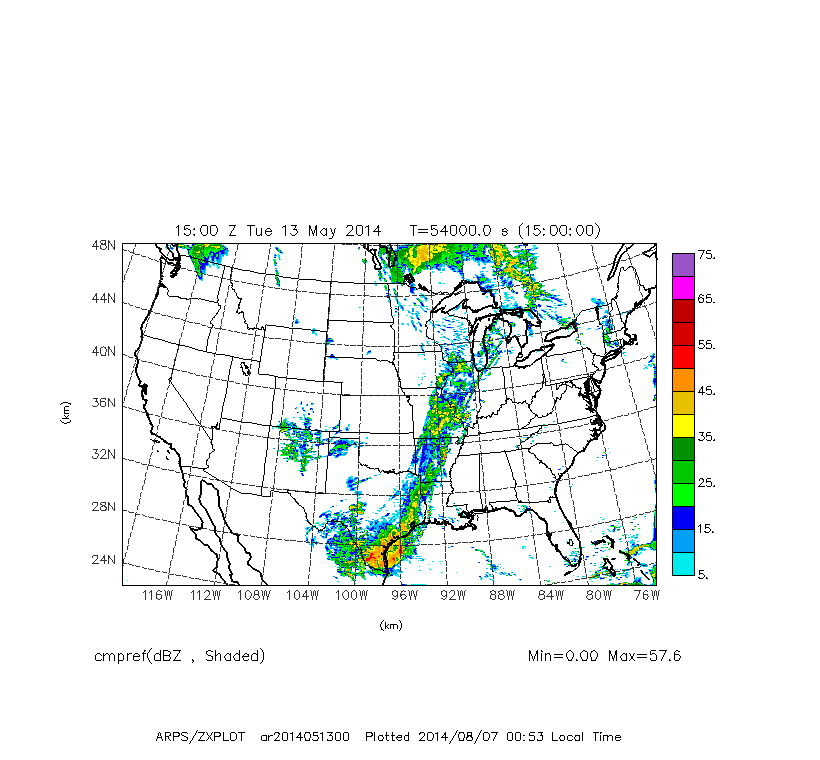 15:00 Z Tue 13 May 2014 T=54000.0 s (15:00:00)
48N
44N
40N
36N
32N
28N
24N
(km)
116W 112W 108W 104W 100W 96W 92W 88W 84W 80W 76W
(km)
75.
65.
55.
45.
35.
25.
15.
5.
cmpref(dBZ , Shaded) Min=0.00 Max=57.6
ARPS/ZXPLOT ar2014051300 Plotted 2014/08/07 00:53 Local Time